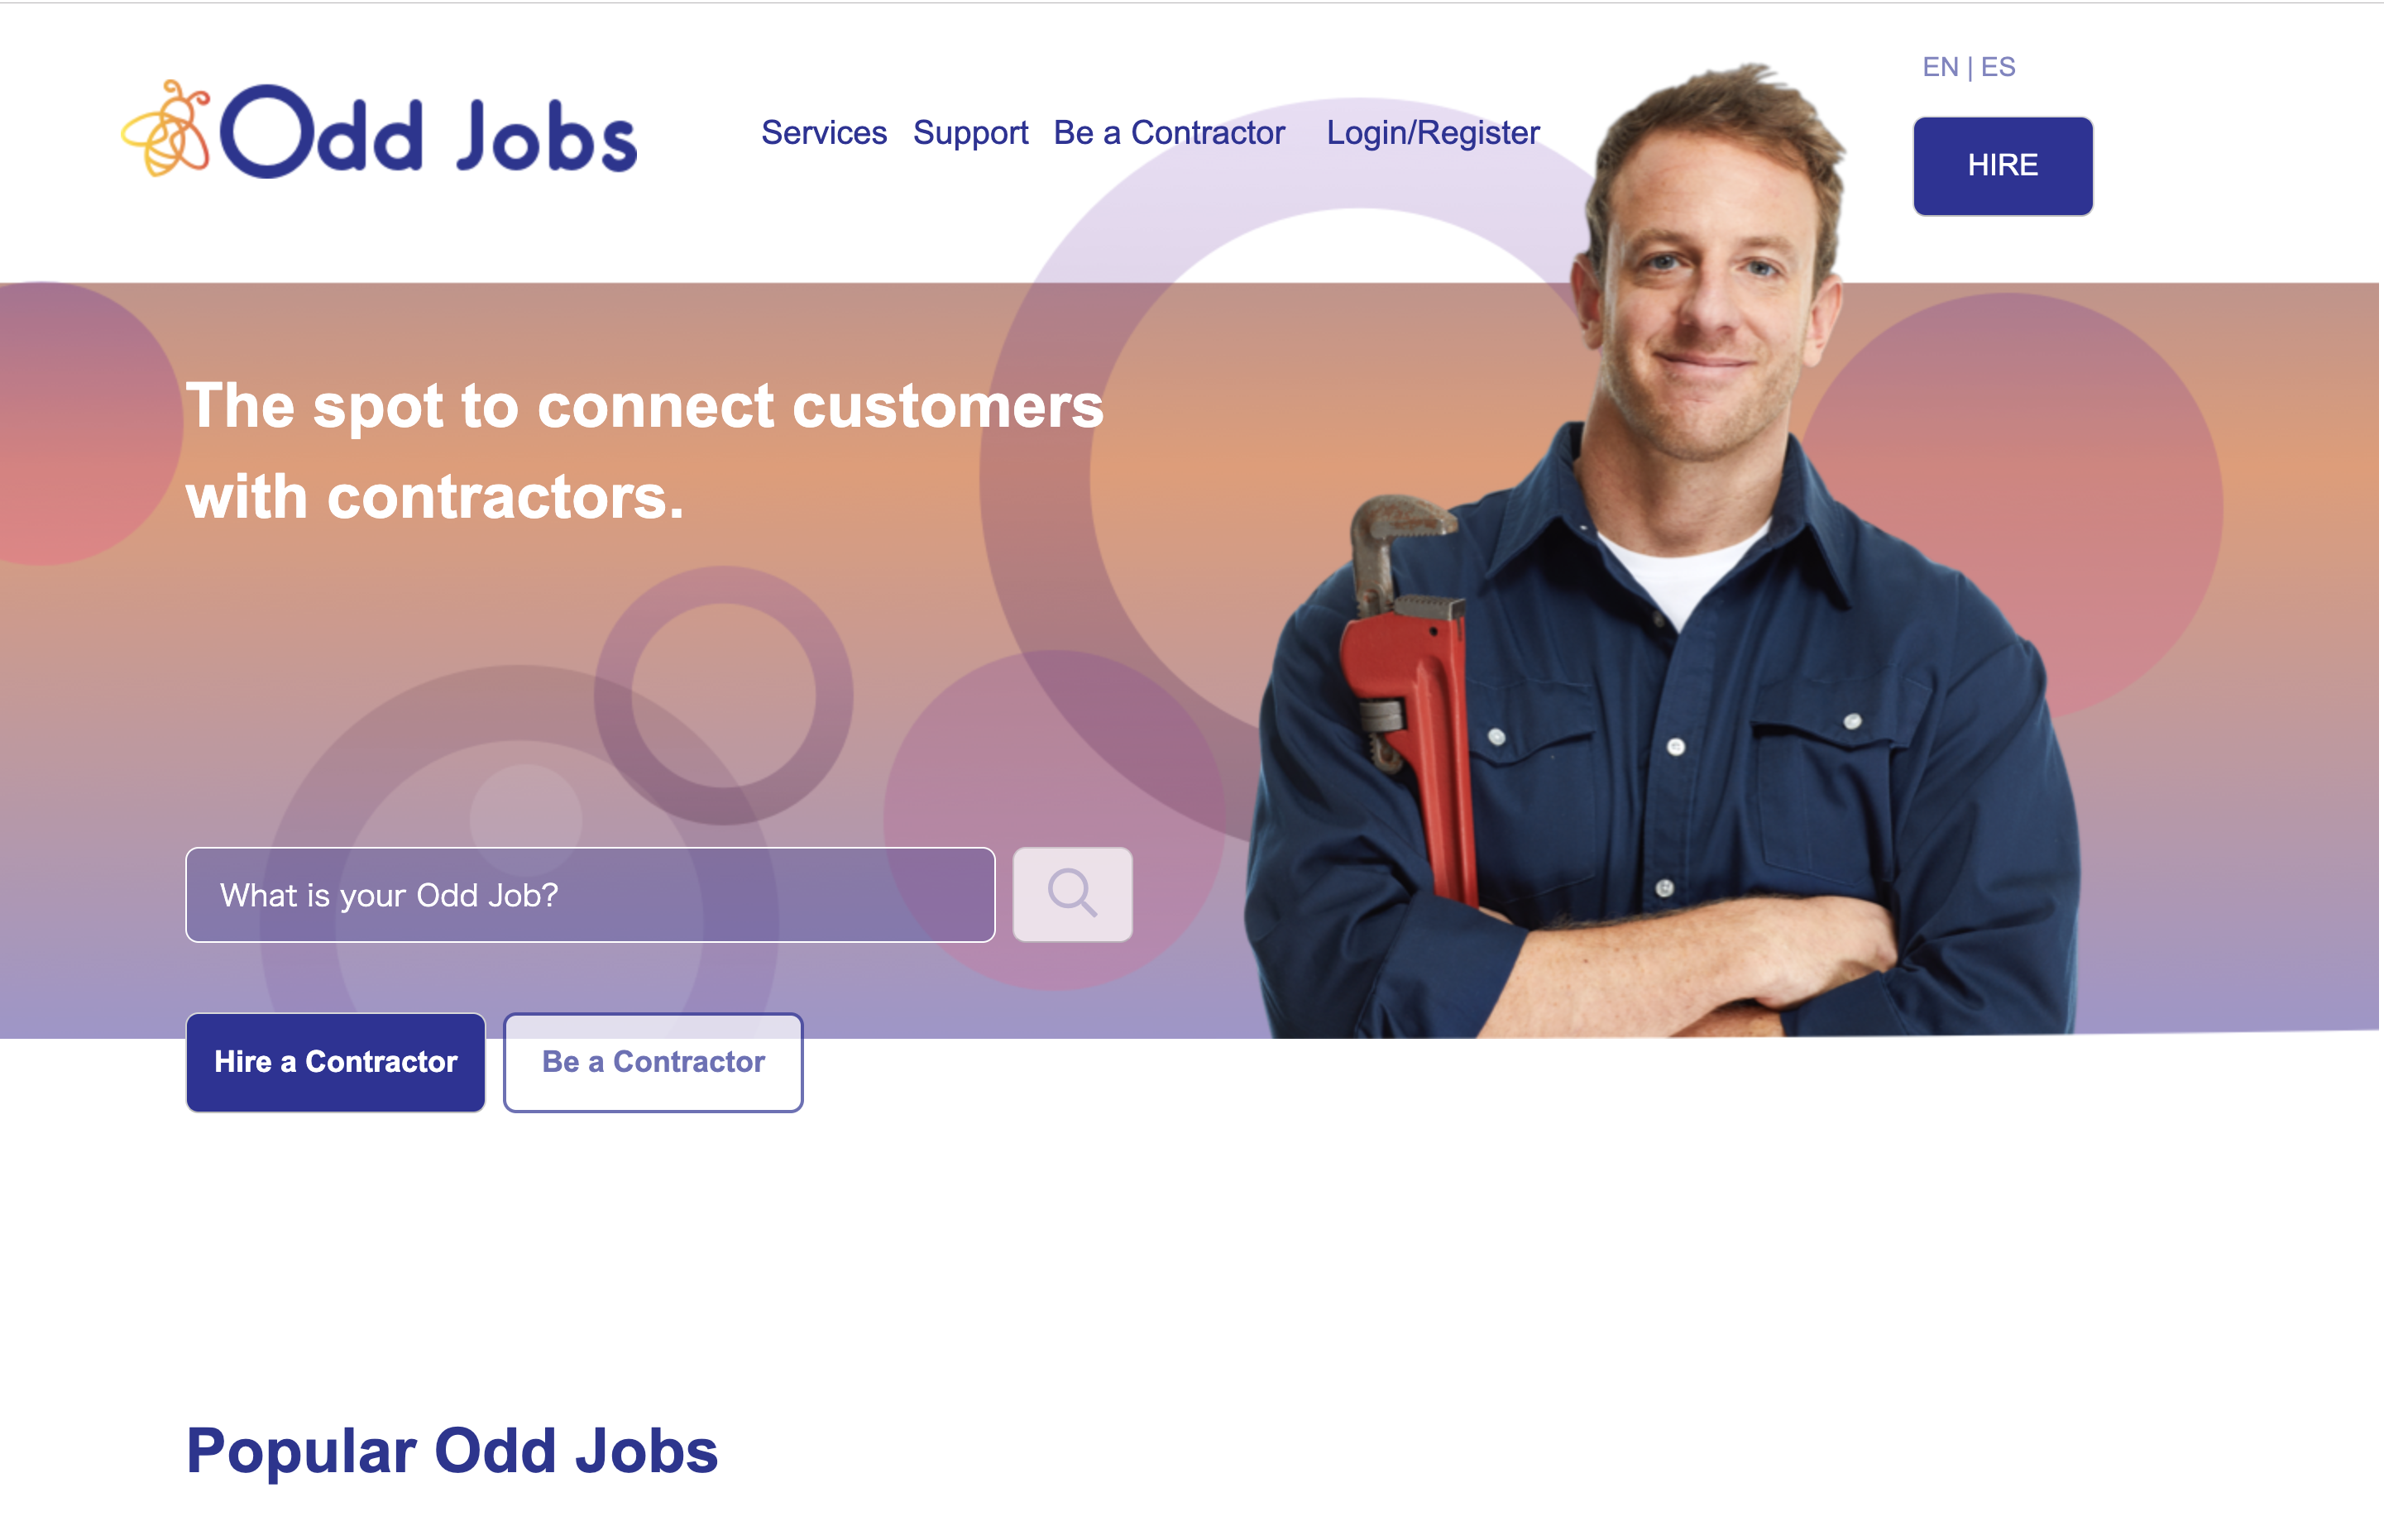 Odd Jobs
Services
Support
Be a Contractor
Login/Register
EN | ES
HIRE
The spot to connect customers
with contractors.
What is your Odd Job?
Hire a Contractor
Be a Contractor
Popular Odd Jobs